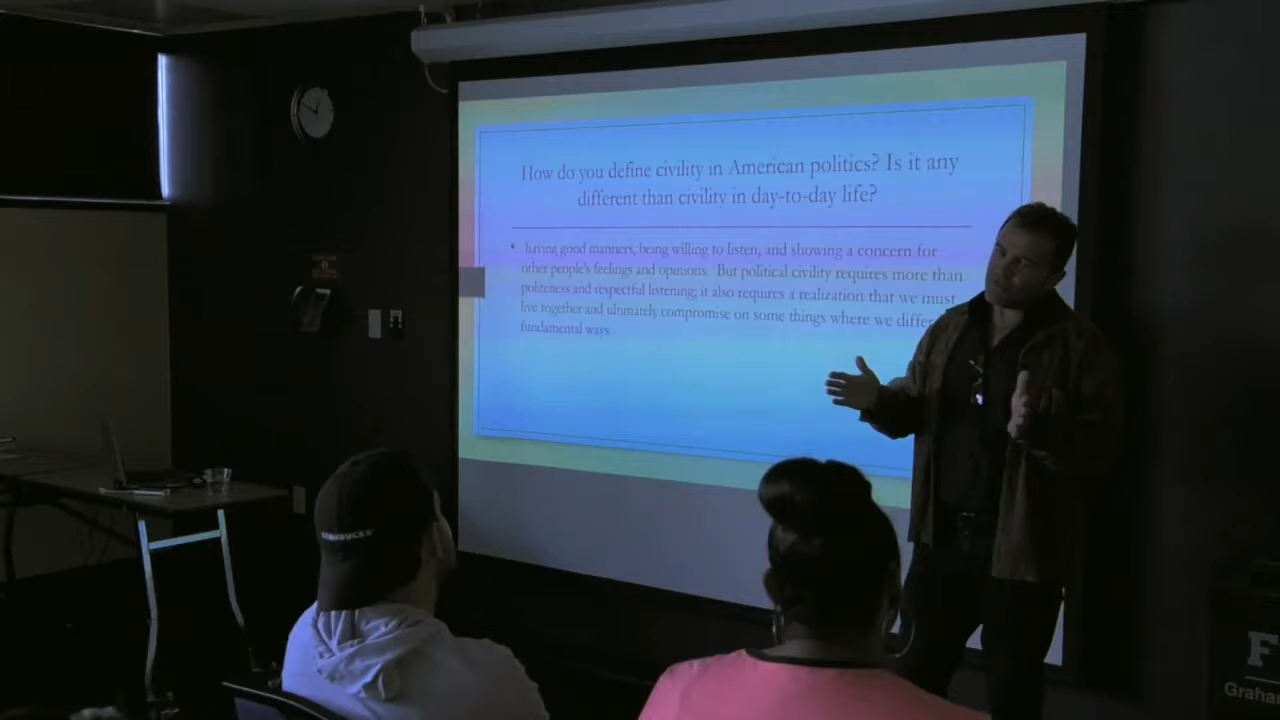 How do you define civility in American politics? Is it any
different than civility in day-to-day life?
• having good manners, being willing to listen, and showing a concern for
other people's feelings and opinions. But political civility requires more than
politeness and respectful listening; it also requires a realization that we must
live together and ultimately compromise on some things where we differ
fundamental ways
STARBUCKS
F
Graha